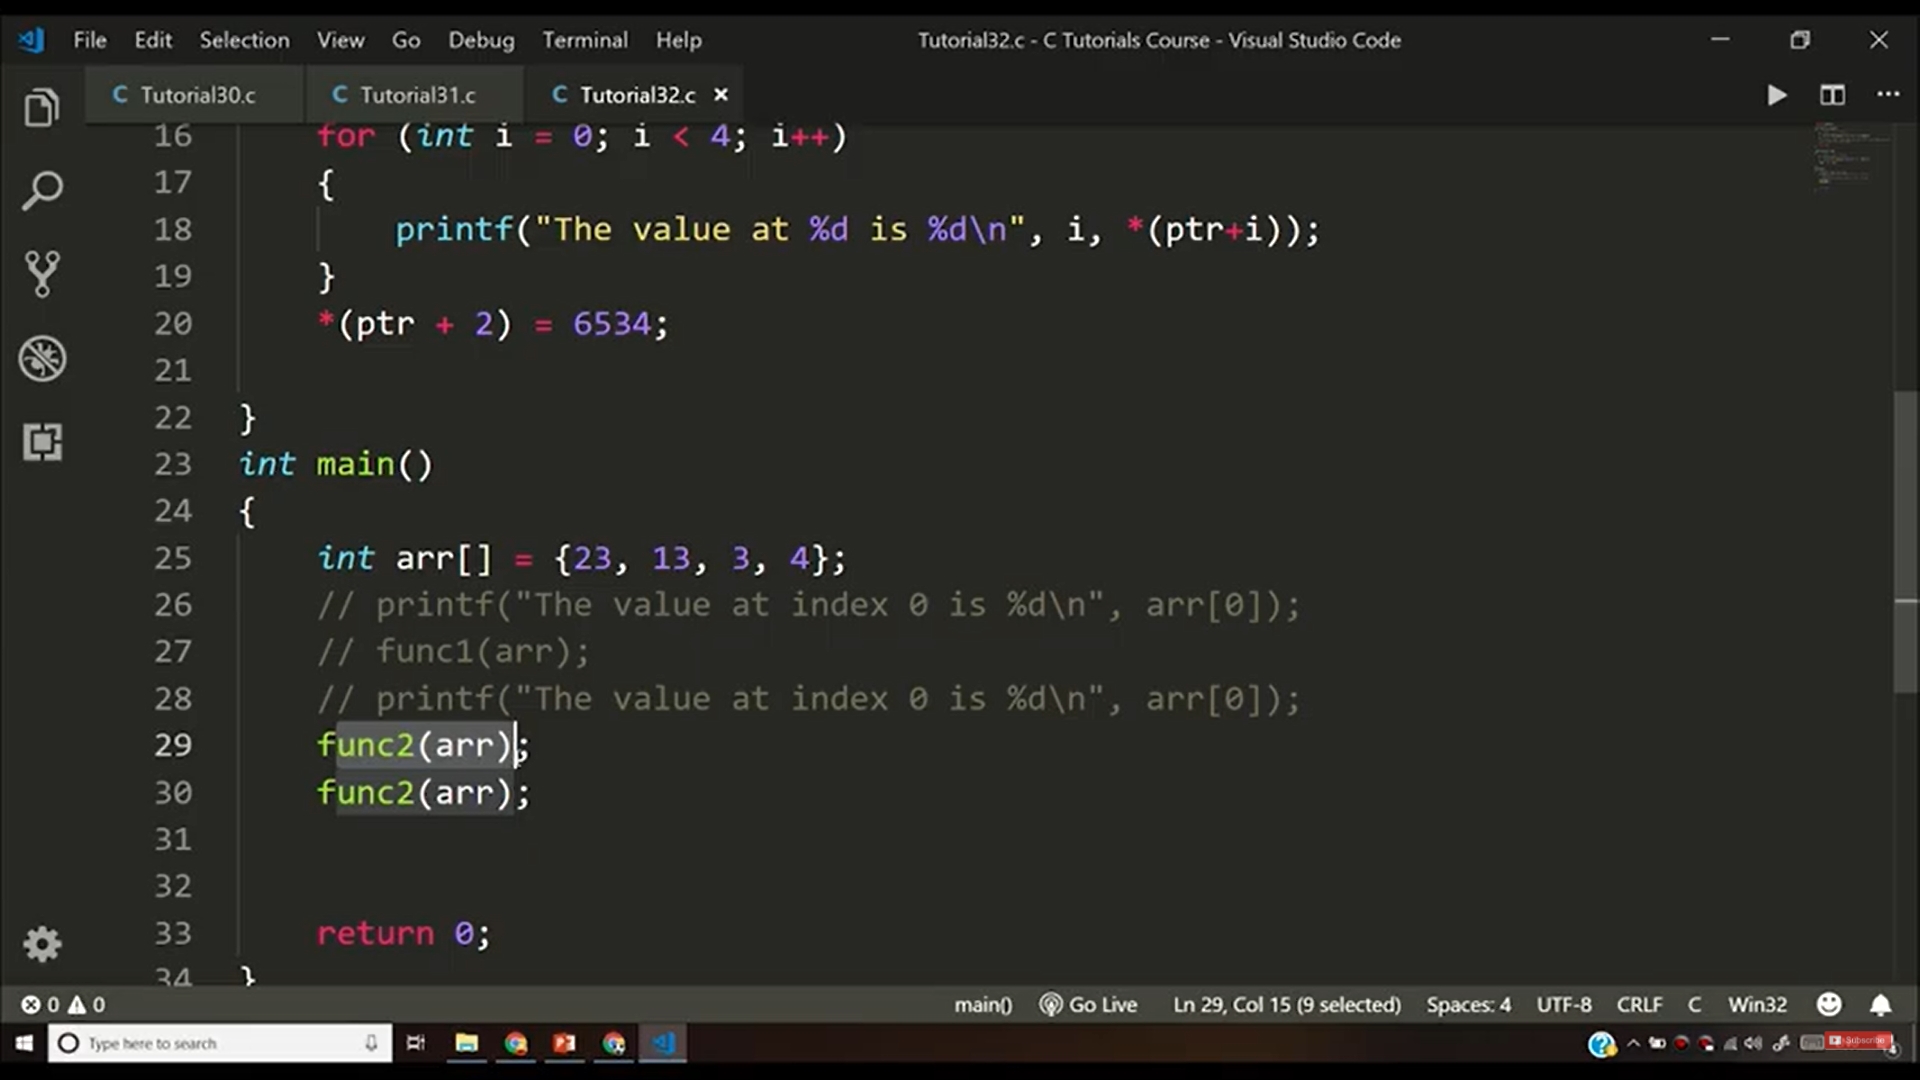 File Edit Selection View Go Debug Terminal Help Tutorial32.c - C Tutorials Course - Visual Studio Code
C Tutorial30.c C Tutorial31.c C Tutorial32.c
16 for (int i = 0; i < 4; i++)
17 {
18 printf("The value at %d is %d\n", i, *(ptr+i));
19 }
20 *(ptr + 2) = 6534;
21
22 }
23 int main()
24 {
25 int arr[] = {23, 13, 3, 4};
26 // printf("The value at index 0 is %d\n", arr[0]);
27 // func1(arr);
28 // printf("The value at index 0 is %d\n", arr[0]);
29 func2(arr);
30 func2(arr);
31
32
33 return 0;
34 }
0 0 main() Go Live Ln 29, Col 15 (9 selected) Spaces: 4 UTF-8 CRLF C Win32
Type here to search Subscribe